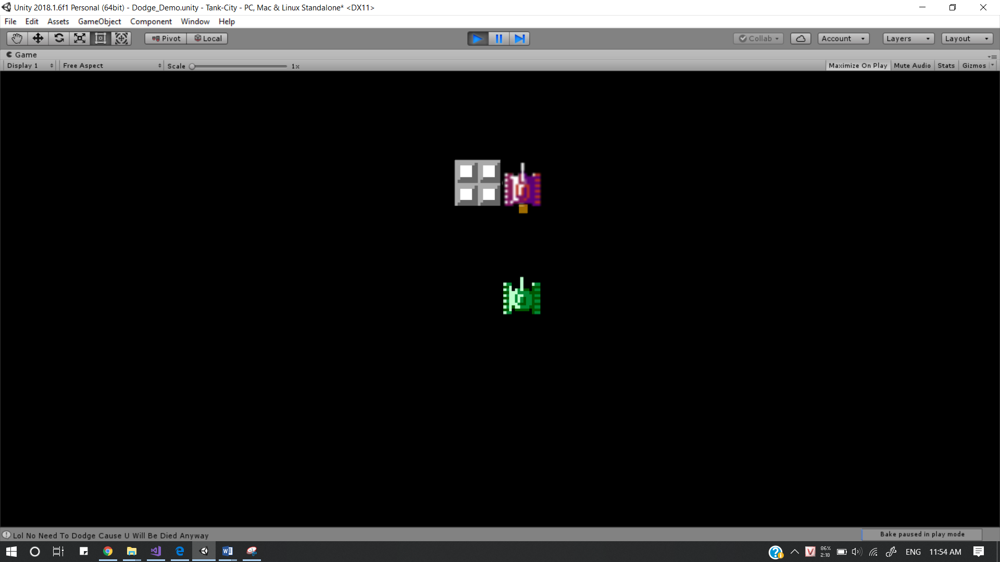 Unity 2018.1.6f1 Personal (64bit) - Dodge_Demo.unity - Tank-City - PC, Mac & Linux Standalone* <DX11>
File Edit Assets GameObject Component Window Help
Pivot Local Collab Account Layers Layout
Game
Display 1 Free Aspect Scale 1x Maximize On Play Mute Audio Stats Gizmos
Lol No Need To Dodge Cause U Will Be Died Anyway
Bake paused in play mode
86%
2:18
ENG 11:54 AM